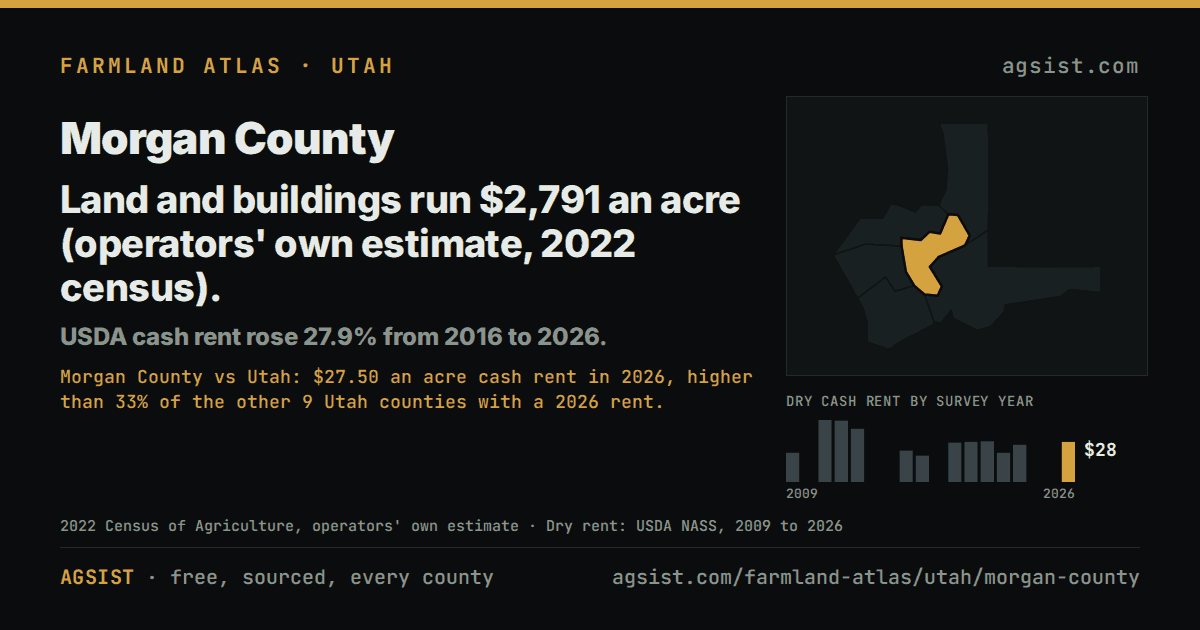 FARMLAND ATLAS · UTAH
agsist.com
Morgan County
Land and buildings run $2,791 an acre
(operators' own estimate, 2022
census).
USDA cash rent rose 27.9% from 2016 to 2026.
Morgan County vs Utah: $27.50 an acre cash rent in 2026, higher
than 33% of the other 9 Utah counties with a 2026 rent.
DRY CASH RENT BY SURVEY YEAR
$28
2009
2026
2022 Census of Agriculture, operators' own estimate · Dry rent: USDA NASS, 2009 to 2026
AGSIST · free, sourced, every county
agsist.com/farmland-atlas/utah/morgan-county